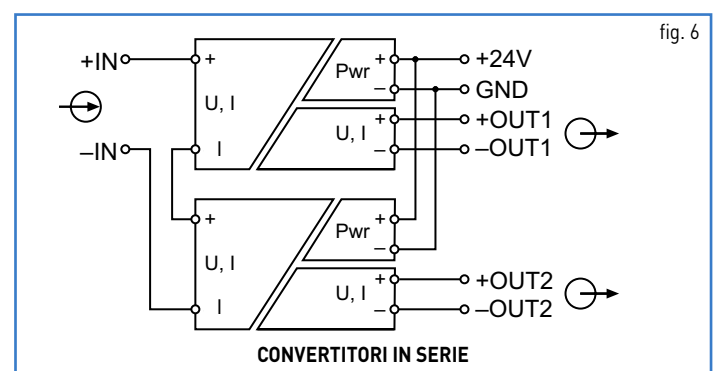 fig. 6
+IN
+
U, I
I
Pwr
+
–
+24V
GND
U, I
+
–
+OUT1
–OUT1
–IN
+
U, I
I
Pwr
+
–
U, I
+
–
+OUT2
–OUT2
CONVERTITORI IN SERIE